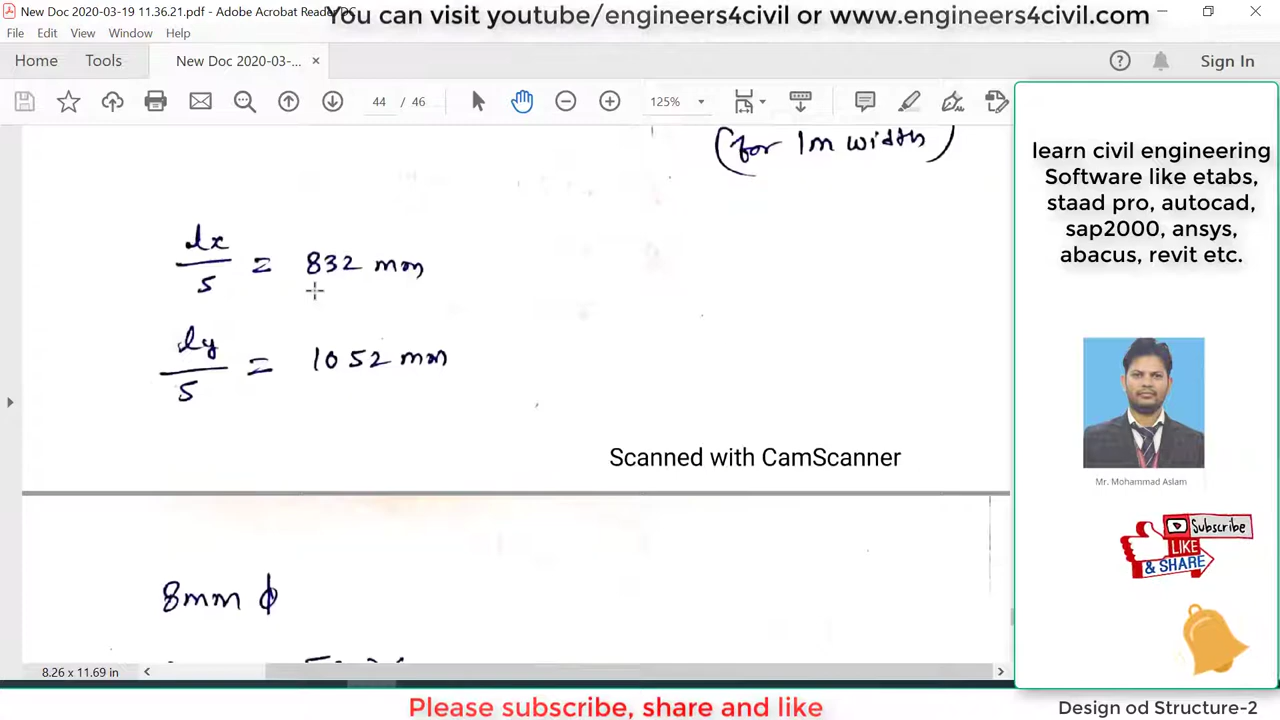 New Doc 2020-03-19 11.36.21.pdf - Adobe Acrobat Reader DC
You can visit youtube/engineers4civil or www.engineers4civil.com
File Edit View Window Help
Home Tools New Doc 2020-03-... × Sign In
44 / 46 125%
(for 1m width)
lx/5 = 832 mm
ly/5 = 1052 mm
Scanned with CamScanner
8mm ϕ
8.26 x 11.69 in
learn civil engineering
Software like etabs,
staad pro, autocad,
sap2000, ansys,
abacus, revit etc.
Mr. Mohammad Aslam
Subscribe
LIKE
& SHARE
Please subscribe, share and like
Design od Structure-2